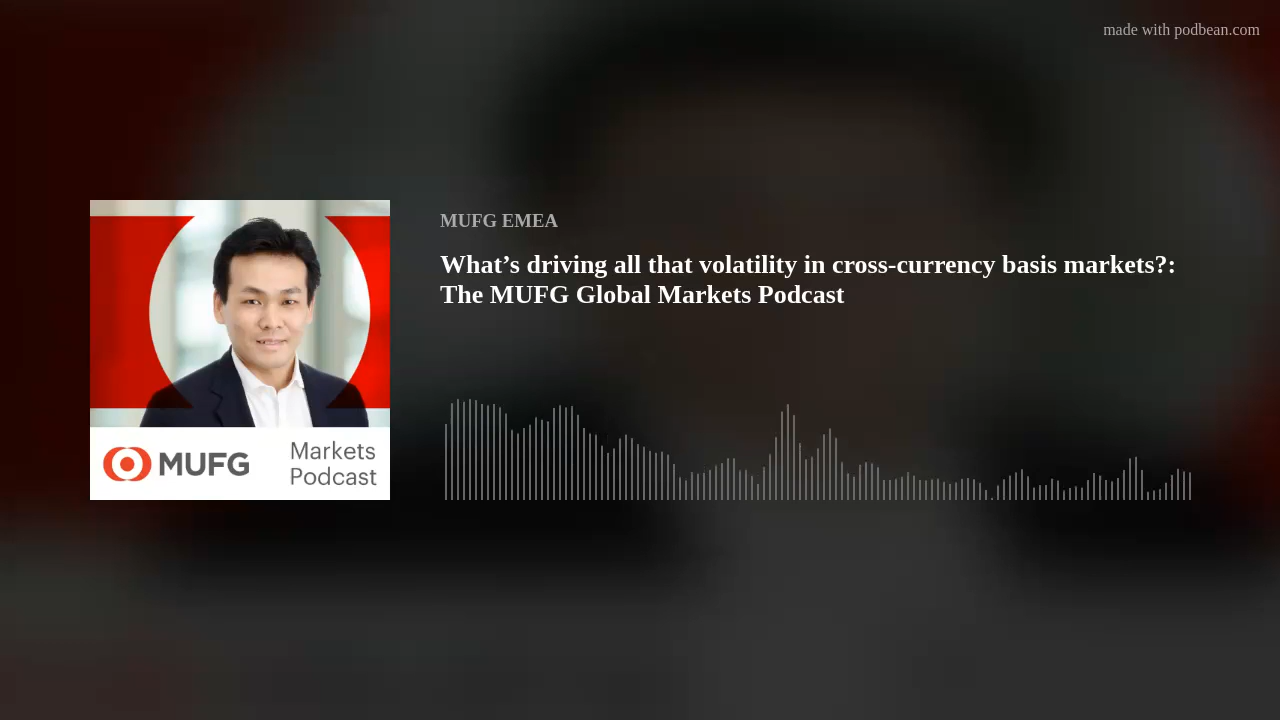 made with podbean.com
MUFG EMEA
What’s driving all that volatility in cross-currency basis markets?:
The MUFG Global Markets Podcast
MUFG
Markets
Podcast